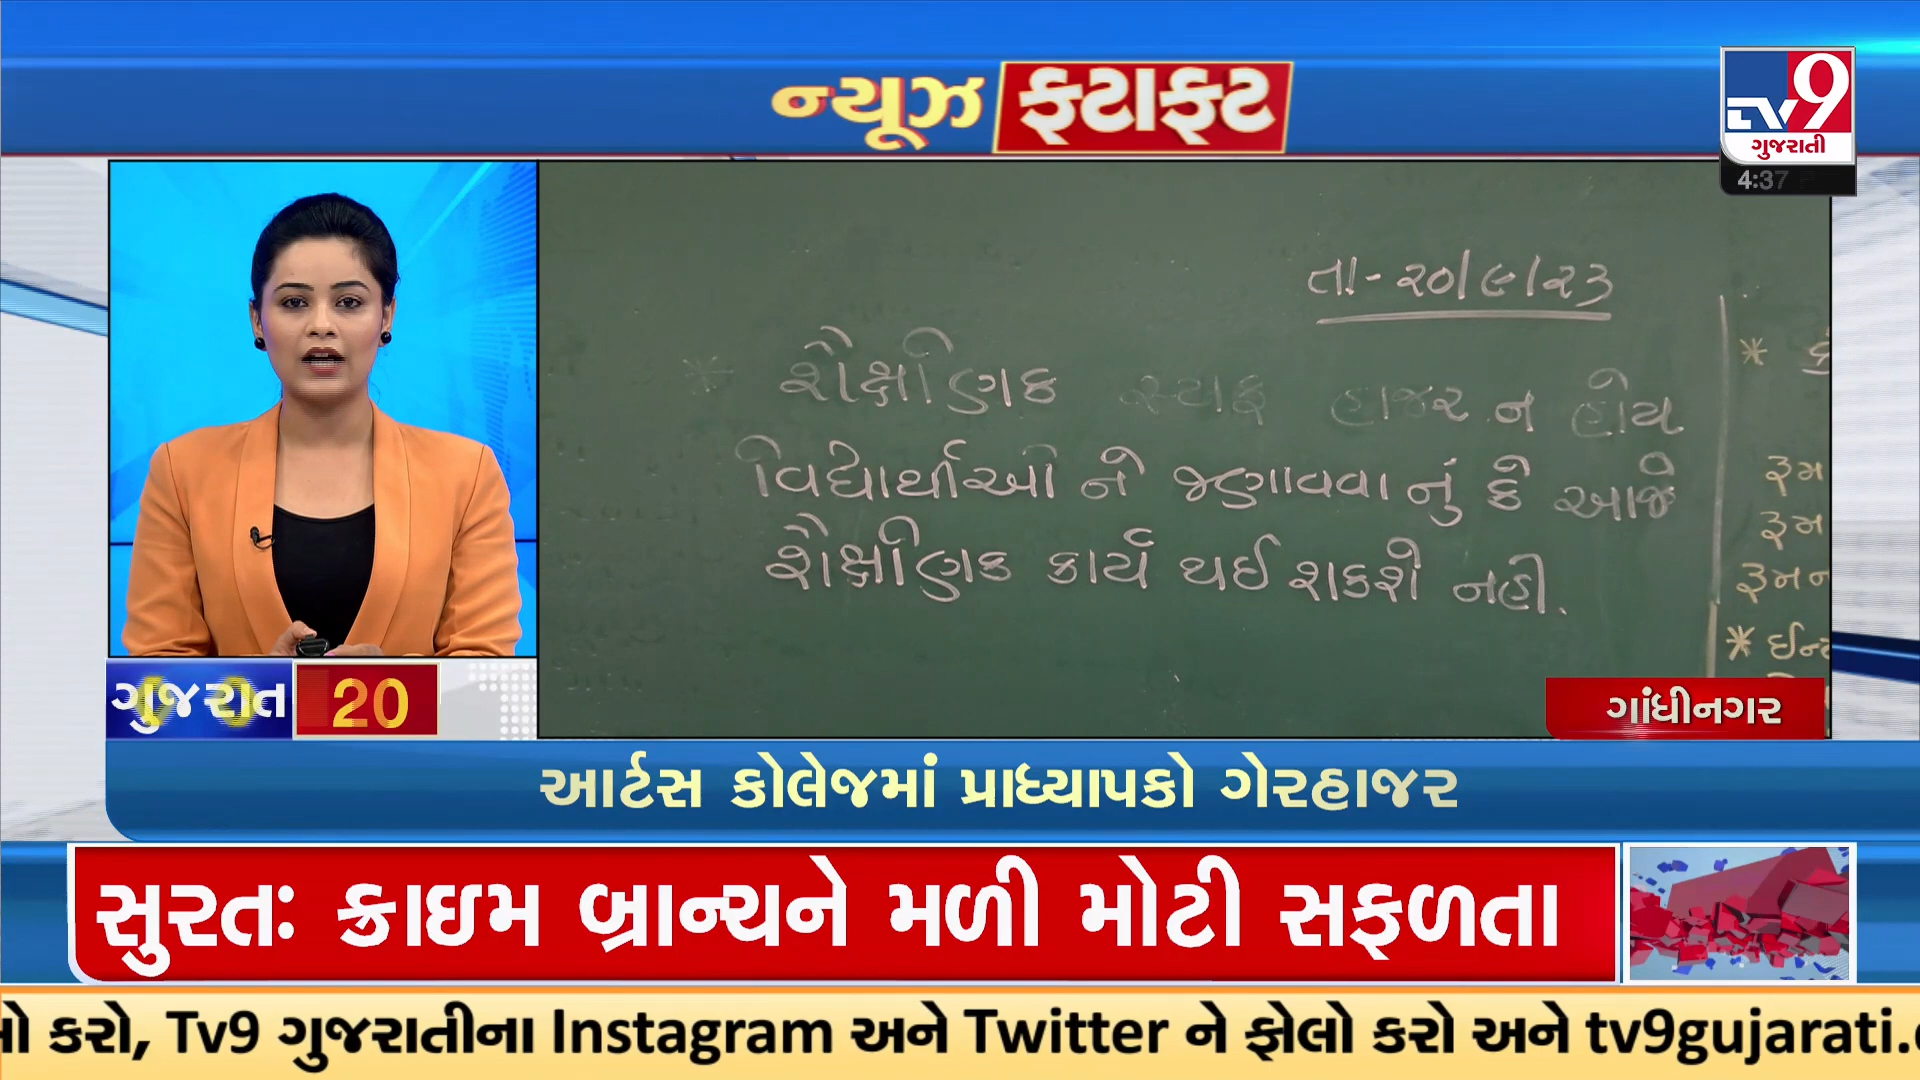 ન્યૂઝ ફટાફટ
TV9
ગુજરાતી
4:37
તા-૨૦/૯/૨૩
* શૈક્ષણિક સ્ટાફ હાજર ન હોય
વિદ્યાર્થીઓ ને જણાવવા નું કે આજે
શૈક્ષણિક કાર્ય થઈ શકશે નહી.
*
રૂમ
રૂમ
રૂમ ન
* ઈન્ટ
ગુજરાત 20
ગાંધીનગર
આર્ટસ કોલેજમાં પ્રાધ્યાપકો ગેરહાજર
સુરતઃ ક્રાઇમ બ્રાન્ચને મળી મોટી સફળતા
કરો, Tv9 ગુજરાતીના Instagram અને Twitter ને ફોલો કરો અને tv9gujarati.